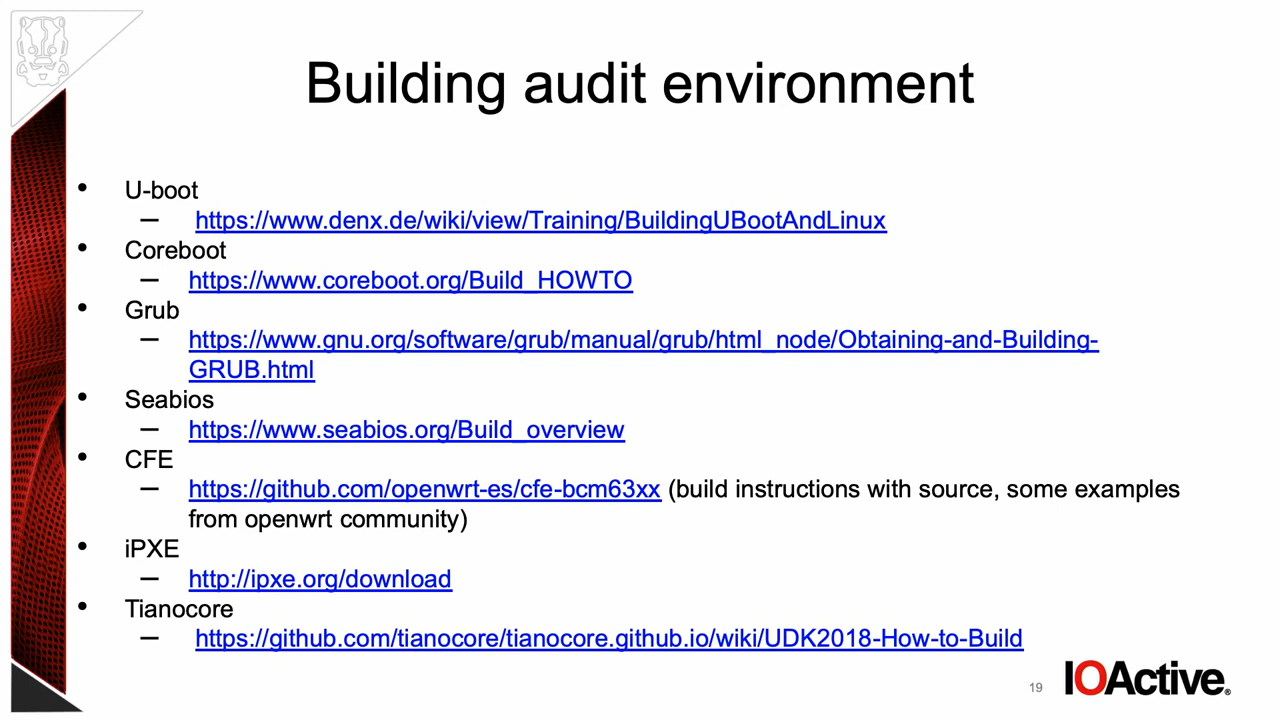 Building audit environment
• U-boot
– https://www.denx.de/wiki/view/Training/BuildingUBootAndLinux
• Coreboot
– https://www.coreboot.org/Build_HOWTO
• Grub
– https://www.gnu.org/software/grub/manual/grub/html_node/Obtaining-and-Building-
GRUB.html
• Seabios
– https://www.seabios.org/Build_overview
• CFE
– https://github.com/openwrt-es/cfe-bcm63xx (build instructions with source, some examples
from openwrt community)
• iPXE
– http://ipxe.org/download
• Tianocore
– https://github.com/tianocore/tianocore.github.io/wiki/UDK2018-How-to-Build
19
IOActive®